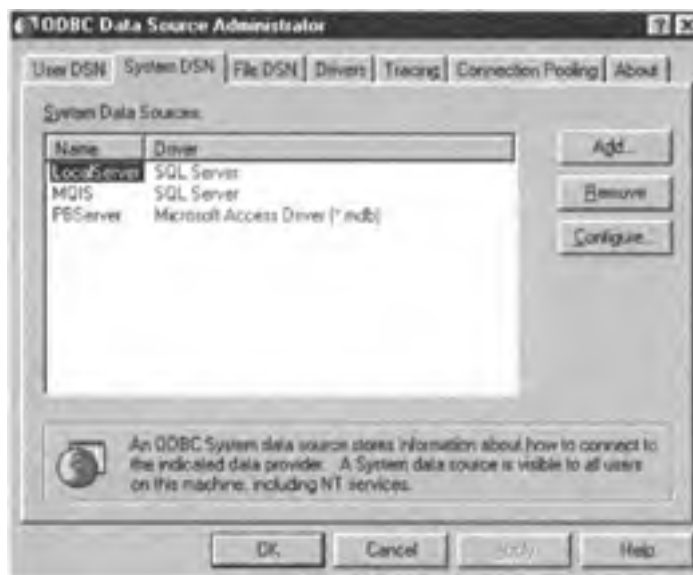 ODBC Data Source Administrator
User DSN System DSN File DSN Drivers Tracing Connection Pooling About
System Data Sources:
Name Driver
LocalServer SQL Server
MQIS SQL Server
PBServer Microsoft Access Driver (*.mdb)
Add...
Remove
Configure...
An ODBC System data source stores information about how to connect to
the indicated data provider. A System data source is visible to all users
on this machine, including NT services.
OK Cancel Apply Help